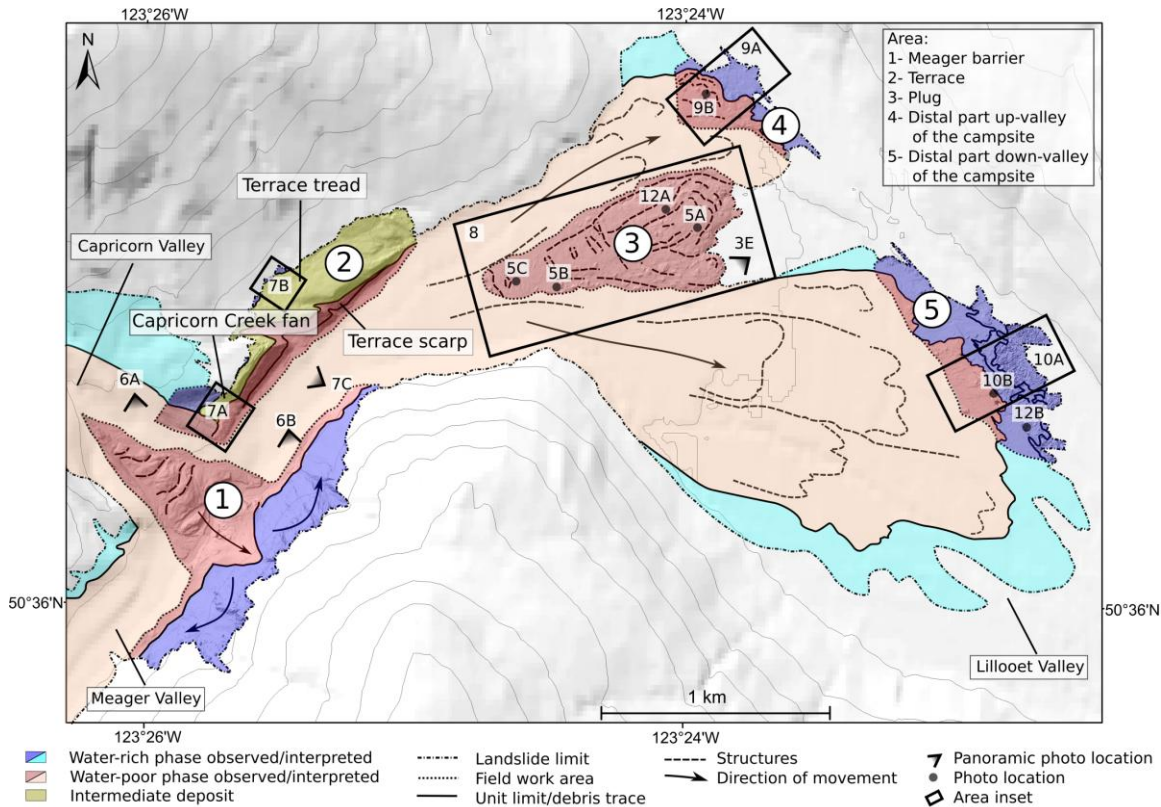 123°26'W
123°24'W
N
Area:
1- Meager barrier
2- Terrace
3- Plug
4- Distal part up-valley
of the campsite
5- Distal part down-valley
of the campsite
9A
9B
4
Terrace tread
12A
5A
8
3
3E
Capricorn Valley
2
5C
5B
7B
Capricorn Creek fan
Terrace scarp
5
6A
7C
10A
7A
10B
6B
12B
1
50°36'N
50°36'N
Lillooet Valley
Meager Valley
1 km
123°26'W
123°24'W
Water-rich phase observed/interpreted
Water-poor phase observed/interpreted
Intermediate deposit
Landslide limit
Field work area
Unit limit/debris trace
Structures
Direction of movement
Panoramic photo location
Photo location
Area inset